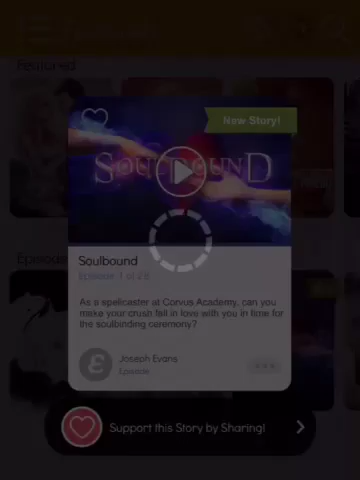 Featured
New Story!
SOULBOUND
Soulbound
Episode 1 of 26
As a spellcaster at Corvus Academy, can you
make your crush fall in love with you in time for
the soulbinding ceremony?
Joseph Evans
Episode
Support this Story by Sharing!